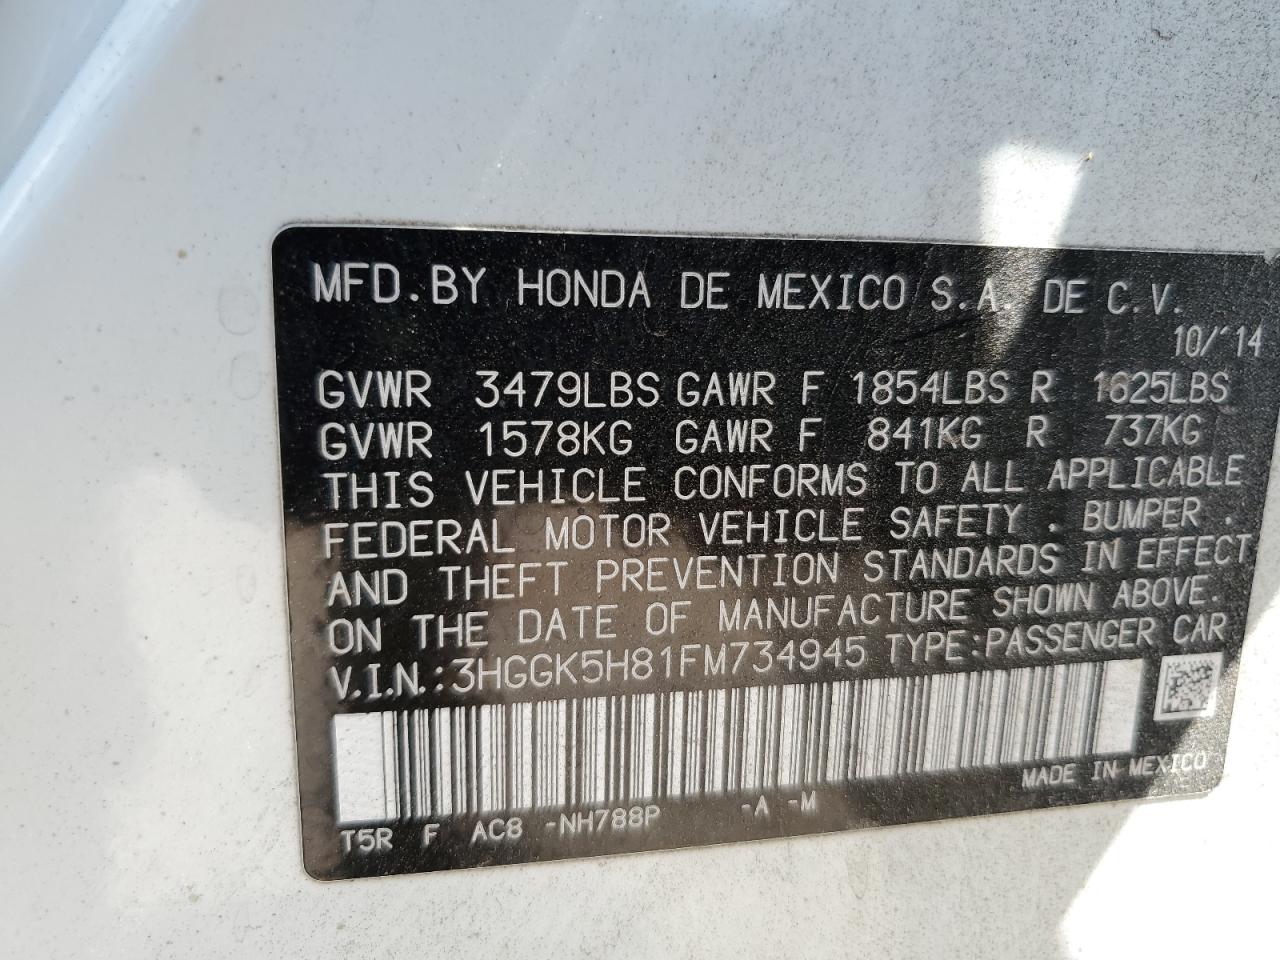 MFD.BY HONDA DE MEXICO S.A. DE C.V.
10/'14
GVWR 3479LBS GAWR F 1854LBS R 1625LBS
GVWR 1578KG GAWR F 841KG R 737KG
THIS VEHICLE CONFORMS TO ALL APPLICABLE
FEDERAL MOTOR VEHICLE SAFETY . BUMPER .
AND THEFT PREVENTION STANDARDS IN EFFECT
ON THE DATE OF MANUFACTURE SHOWN ABOVE.
V.I.N.:3HGGK5H81FM734945 TYPE:PASSENGER CAR
MADE IN MEXICO
T5R F AC8 -NH788P -A -M